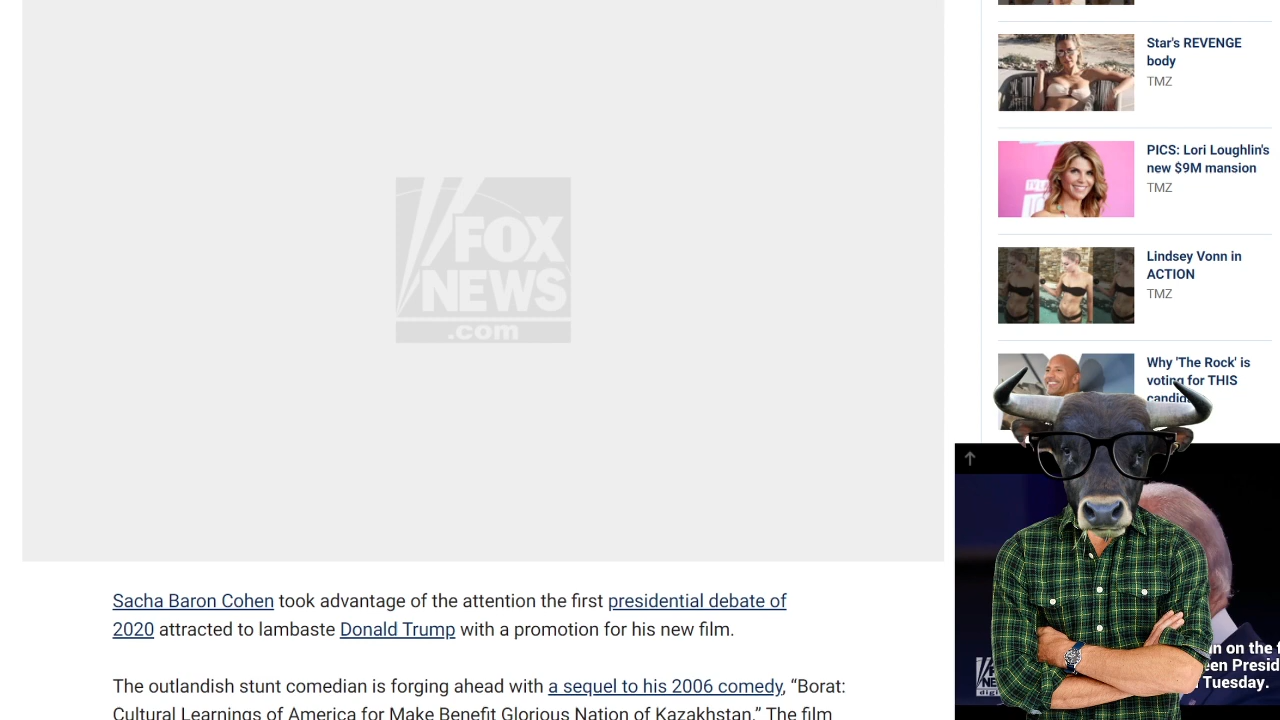 FOX
NEWS
.com
Sacha Baron Cohen took advantage of the attention the first presidential debate of
2020 attracted to lambaste Donald Trump with a promotion for his new film.
The outlandish stunt comedian is forging ahead with a sequel to his 2006 comedy, “Borat:
Cultural Learnings of America for Make Benefit Glorious Nation of Kazakhstan.” The film
Star's REVENGE
body
TMZ
PICS: Lori Loughlin's
new $9M mansion
TMZ
Lindsey Vonn in
ACTION
TMZ
Why 'The Rock' is
voting for THIS
on the
Tuesday.